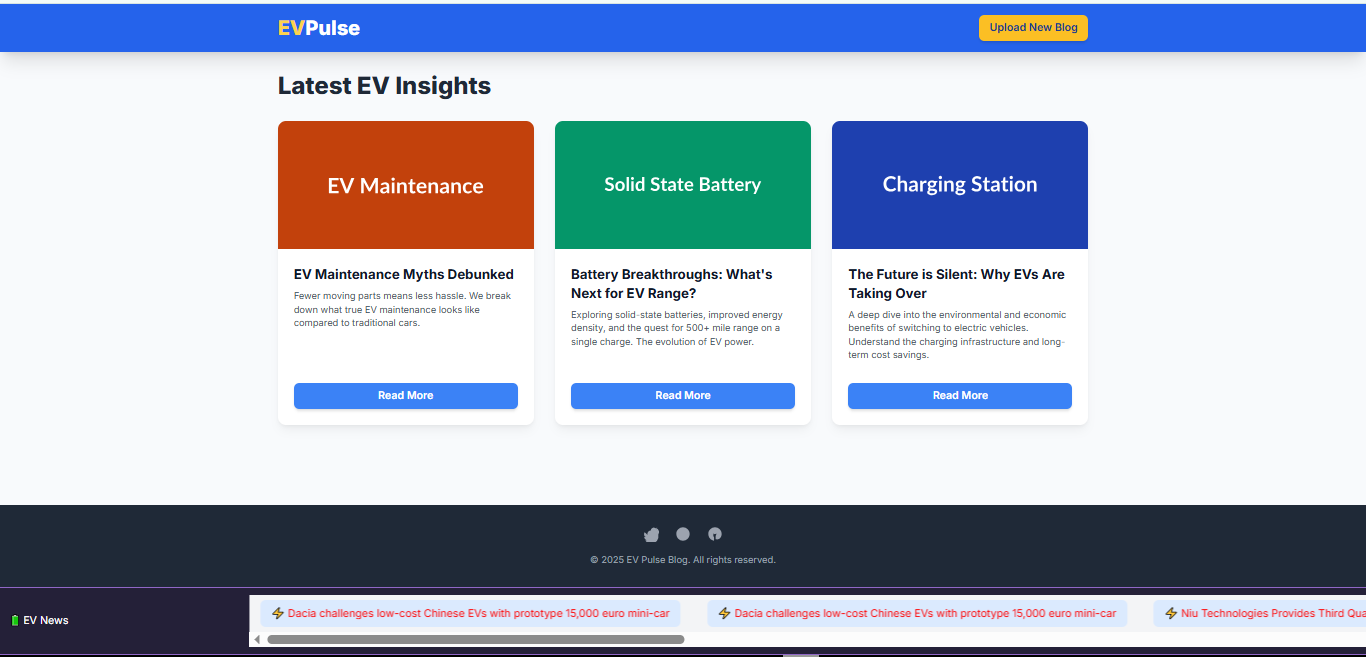 EVPulse
Upload New Blog
Latest EV Insights
EV Maintenance
Solid State Battery
Charging Station
EV Maintenance Myths Debunked
Fewer moving parts means less hassle. We break
down what true EV maintenance looks like
compared to traditional cars.
Read More
Battery Breakthroughs: What's
Next for EV Range?
Exploring solid-state batteries, improved energy
density, and the quest for 500+ mile range on a
single charge. The evolution of EV power.
Read More
The Future is Silent: Why EVs Are
Taking Over
A deep dive into the environmental and economic
benefits of switching to electric vehicles.
Understand the charging infrastructure and long-
term cost savings.
Read More
© 2025 EV Pulse Blog. All rights reserved.
EV News
Dacia challenges low-cost Chinese EVs with prototype 15,000 euro mini-car
Dacia challenges low-cost Chinese EVs with prototype 15,000 euro mini-car
Niu Technologies Provides Third Qua